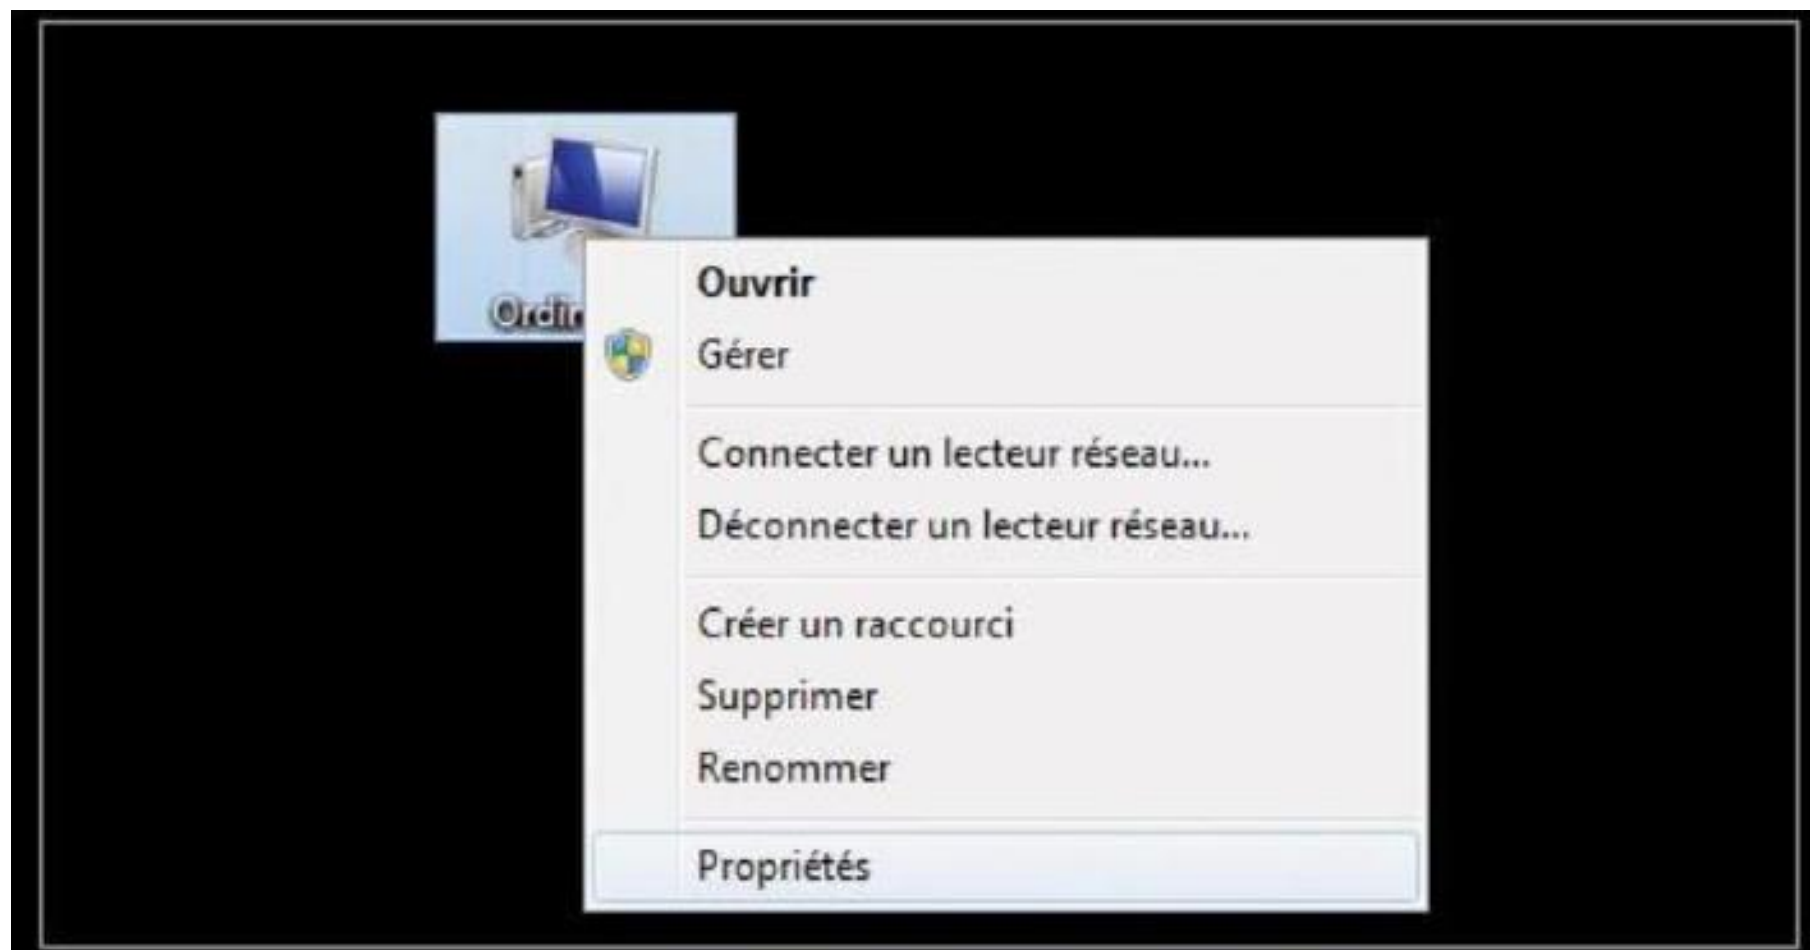 Ouvrir
Gérer
Connecter un lecteur réseau...
Déconnecter un lecteur réseau...
Créer un raccourci
Supprimer
Renommer
Propriétés